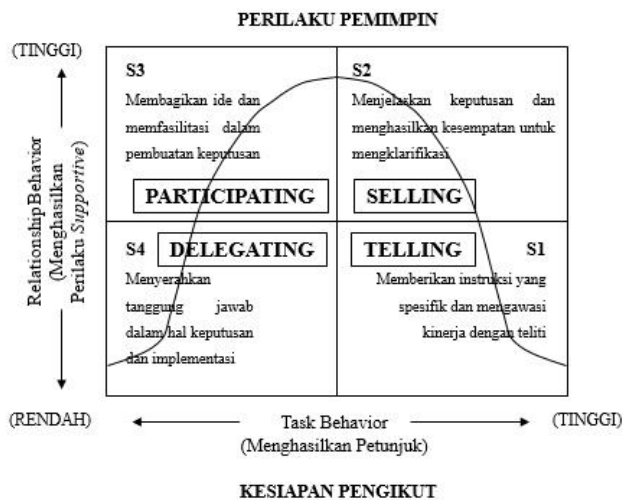 PERILAKU PEMIMPIN
(TINGGI)
S3
Membagikan ide dan
memfasilitasi dalam
pembuatan keputusan
PARTICIPATING
S2
Menjelaskan keputusan dan
menghasilkan kesempatan untuk
mengklarifikasi
SELLING
Relationship Behavior
(Menghasilkan
Perilaku Supportive)
S4
DELEGATING
Menyerahkan
tanggung jawab
dalam hal keputusan
dan implementasi
TELLING
S1
Memberikan instruksi yang
spesifik dan mengawasi
kinerja dengan teliti
(RENDAH)
Task Behavior
(Menghasilkan Petunjuk)
(TINGGI)
KESIAPAN PENGIKUT